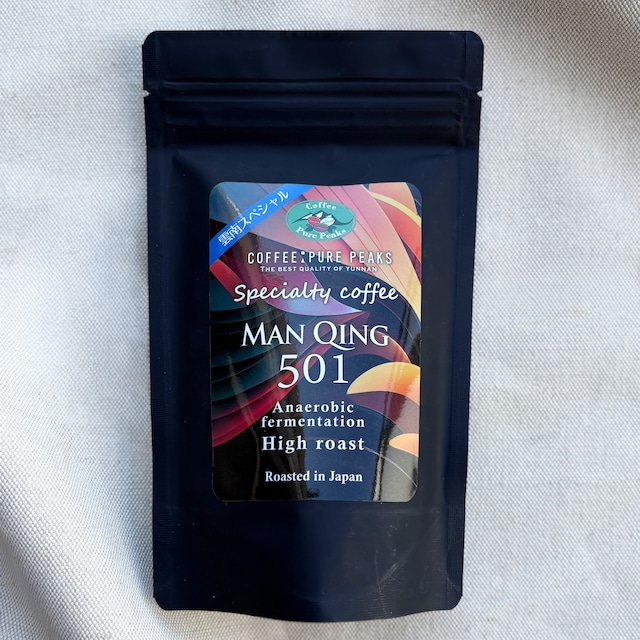 雲南スペシャル
Coffee
Pure Peaks
COFFEE:PURE PEAKS
THE BEST QUALITY OF YUNNAN
Specialty coffee
MAN QING
501
Anaerobic
fermentation
High roast
Roasted in Japan